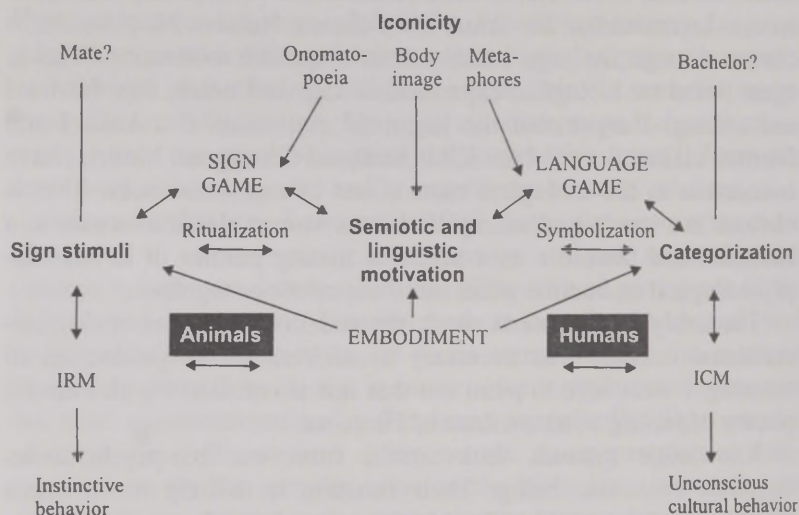 Iconicity
Mate?
Onomato-
poeia
Body
image
Meta-
phores
Bachelor?
SIGN
GAME
LANGUAGE
GAME
Ritualization
Symbolization
Sign stimuli
Semiotic and
linguistic
motivation
Categorization
Animals
EMBODIMENT
Humans
IRM
ICM
Instinctive
behavior
Unconscious
cultural behavior